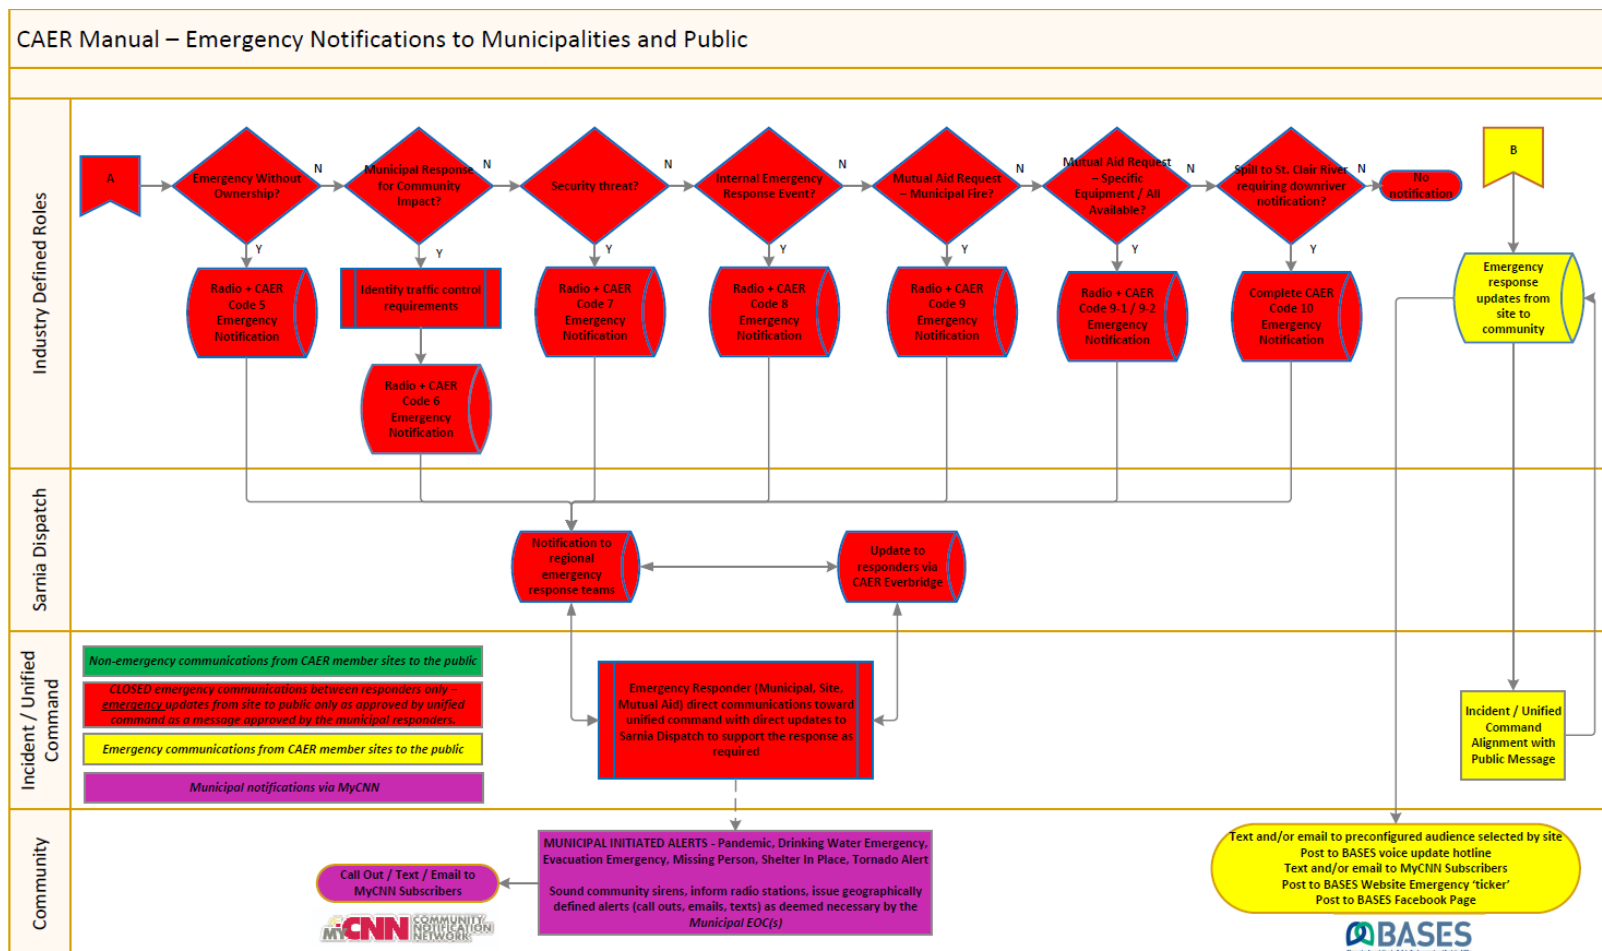 CAER Manual – Emergency Notifications to Municipalities and Public
Industry Defined Roles
A
Emergency Without
Ownership?
N
Y
Municipal Response
for Community
Impact?
N
Y
Security threat?
N
Y
Internal Emergency
Response Event?
N
Y
Mutual Aid Request
– Municipal Fire?
N
Y
Mutual Aid Request
– Specific
Equipment / All
Available?
N
Y
Spill to St. Clair River
requiring downriver
notification?
N
Y
No
notification
B
Radio + CAER
Code 5
Emergency
Notification
Identify traffic control
requirements
Radio + CAER
Code 6
Emergency
Notification
Radio + CAER
Code 7
Emergency
Notification
Radio + CAER
Code 8
Emergency
Notification
Radio + CAER
Code 9
Emergency
Notification
Radio + CAER
Code 9-1 / 9-2
Emergency
Notification
Complete CAER
Code 10
Emergency
Notification
Emergency
response
updates from
site to
community
Sarnia Dispatch
Notification to
regional
emergency
response teams
Update to
responders via
CAER Everbridge
Incident / Unified
Command
Non-emergency communications from CAER member sites to the public
CLOSED emergency communications between responders only –
emergency updates from site to public only as approved by unified
command as a message approved by the municipal responders.
Emergency communications from CAER member sites to the public
Municipal notifications via MyCNN
Emergency Responder (Municipal, Site,
Mutual Aid) direct communications toward
unified command with direct updates to
Sarnia Dispatch to support the response as
required
Incident / Unified
Command
Alignment with
Public Message
Community
Call Out / Text / Email to
MyCNN Subscribers
MyCNN COMMUNITY
NOTIFICATION
NETWORK
MUNICIPAL INITIATED ALERTS - Pandemic, Drinking Water Emergency,
Evacuation Emergency, Missing Person, Shelter In Place, Tornado Alert
Sound community sirens, inform radio stations, issue geographically
defined alerts (call outs, emails, texts) as deemed necessary by the
Municipal EOC(s)
Text and/or email to preconfigured audience selected by site
Post to BASES voice update hotline
Text and/or email to MyCNN Subscribers
Post to BASES Website Emergency ‘ticker’
Post to BASES Facebook Page
BASES